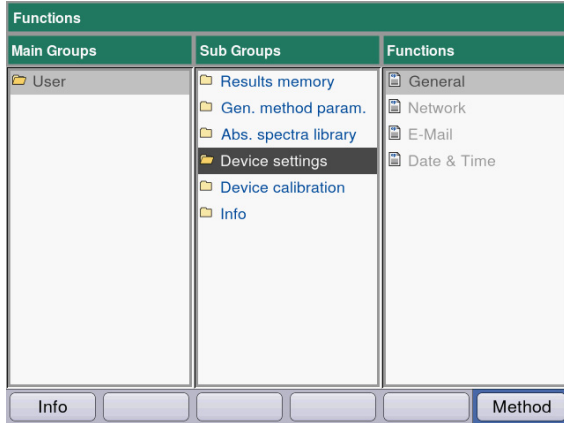 Functions
Main Groups
Sub Groups
Functions
User
Results memory
Gen. method param.
Abs. spectra library
Device settings
Device calibration
Info
General
Network
E-Mail
Date & Time
Info
Method